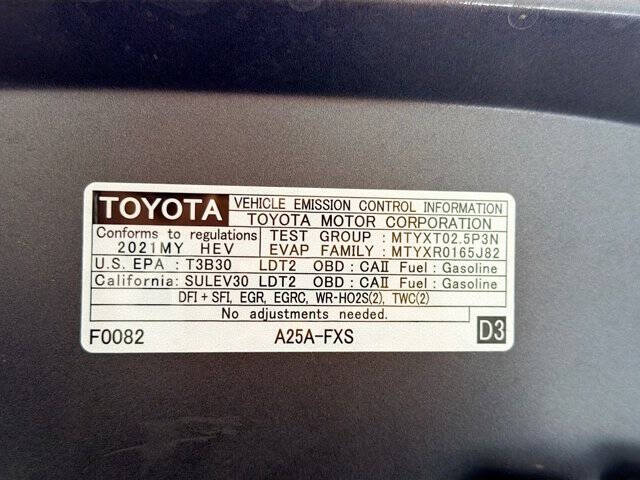 TOYOTA VEHICLE EMISSION CONTROL INFORMATION
TOYOTA MOTOR CORPORATION
Conforms to regulations TEST GROUP : MTYXT02.5P3N
2021MY HEV EVAP FAMILY : MTYXR0165J82
U.S. EPA : T3B30 LDT2 OBD : CAⅡ Fuel : Gasoline
California: SULEV30 LDT2 OBD : CAⅡ Fuel : Gasoline
DFI + SFI, EGR, EGRC, WR-HO2S(2), TWC(2)
No adjustments needed.
F0082 A25A-FXS D3